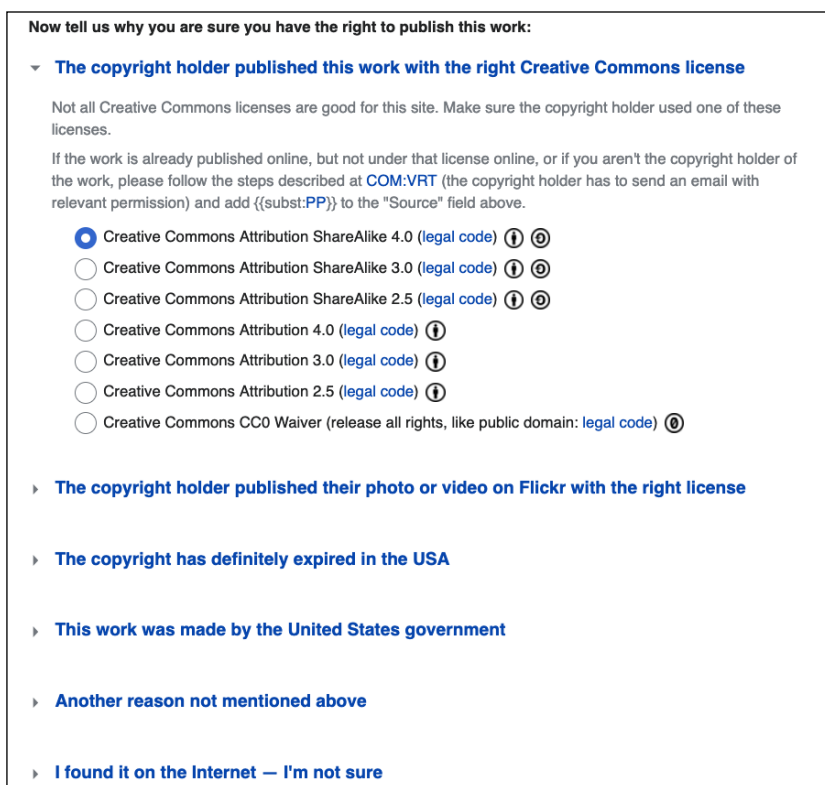 Now tell us why you are sure you have the right to publish this work:
The copyright holder published this work with the right Creative Commons license
Not all Creative Commons licenses are good for this site. Make sure the copyright holder used one of these
licenses.
If the work is already published online, but not under that license online, or if you aren't the copyright holder of
the work, please follow the steps described at COM:VRT (the copyright holder has to send an email with
relevant permission) and add {{subst:PP}} to the "Source" field above.
Creative Commons Attribution ShareAlike 4.0 (legal code)
Creative Commons Attribution ShareAlike 3.0 (legal code)
Creative Commons Attribution ShareAlike 2.5 (legal code)
Creative Commons Attribution 4.0 (legal code)
Creative Commons Attribution 3.0 (legal code)
Creative Commons Attribution 2.5 (legal code)
Creative Commons CC0 Waiver (release all rights, like public domain: legal code)
The copyright holder published their photo or video on Flickr with the right license
The copyright has definitely expired in the USA
This work was made by the United States government
Another reason not mentioned above
I found it on the Internet — I'm not sure